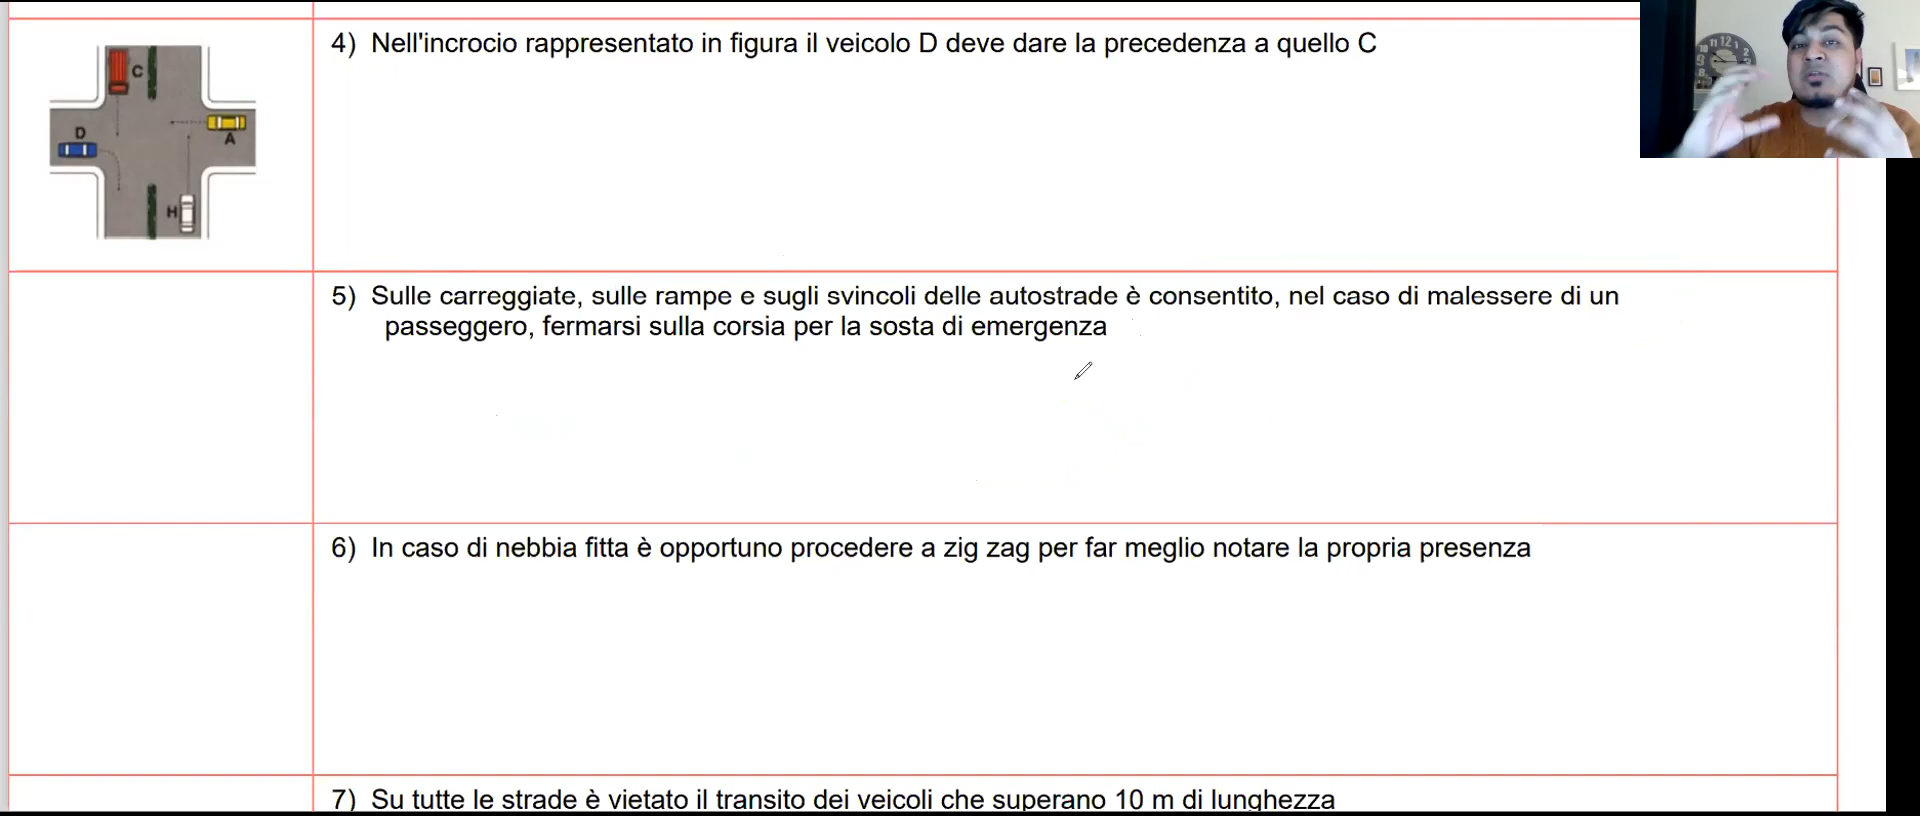 4) Nell'incrocio rappresentato in figura il veicolo D deve dare la precedenza a quello C
C
D
A
H
5) Sulle carreggiate, sulle rampe e sugli svincoli delle autostrade è consentito, nel caso di malessere di un
passeggero, fermarsi sulla corsia per la sosta di emergenza
6) In caso di nebbia fitta è opportuno procedere a zig zag per far meglio notare la propria presenza
7) Su tutte le strade è vietato il transito dei veicoli che superano 10 m di lunghezza